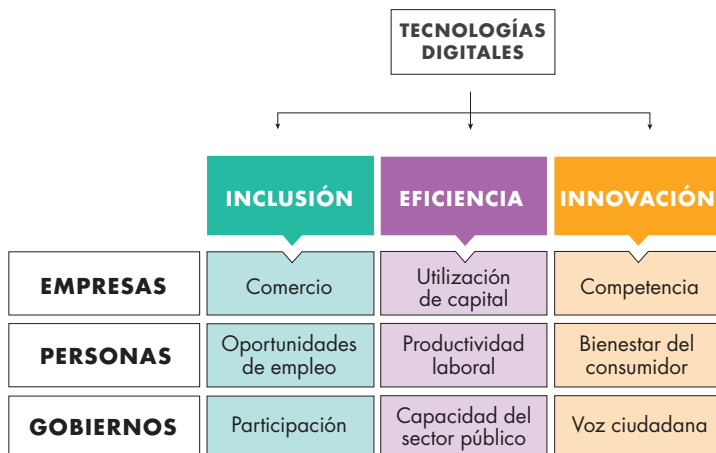 TECNOLOGÍAS
DIGITALES
INCLUSIÓN
EFICIENCIA
INNOVACIÓN
EMPRESAS
Comercio
Utilización
de capital
Competencia
PERSONAS
Oportunidades
de empleo
Productividad
laboral
Bienestar del
consumidor
GOBIERNOS
Participación
Capacidad del
sector público
Voz ciudadana